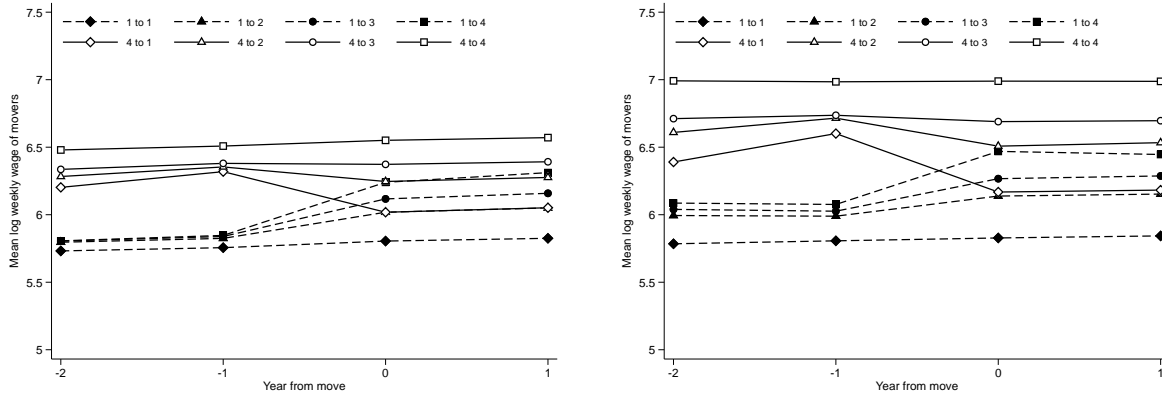 1 to 1 1 to 2 1 to 3 1 to 4
4 to 1 4 to 2 4 to 3 4 to 4
7.5
7
6.5
6
5.5
5
Mean log weekly wage of movers
-2 -1 0 1
Year from move
1 to 1 1 to 2 1 to 3 1 to 4
4 to 1 4 to 2 4 to 3 4 to 4
7.5
7
6.5
6
5.5
5
Mean log weekly wage of movers
-2 -1 0 1
Year from move